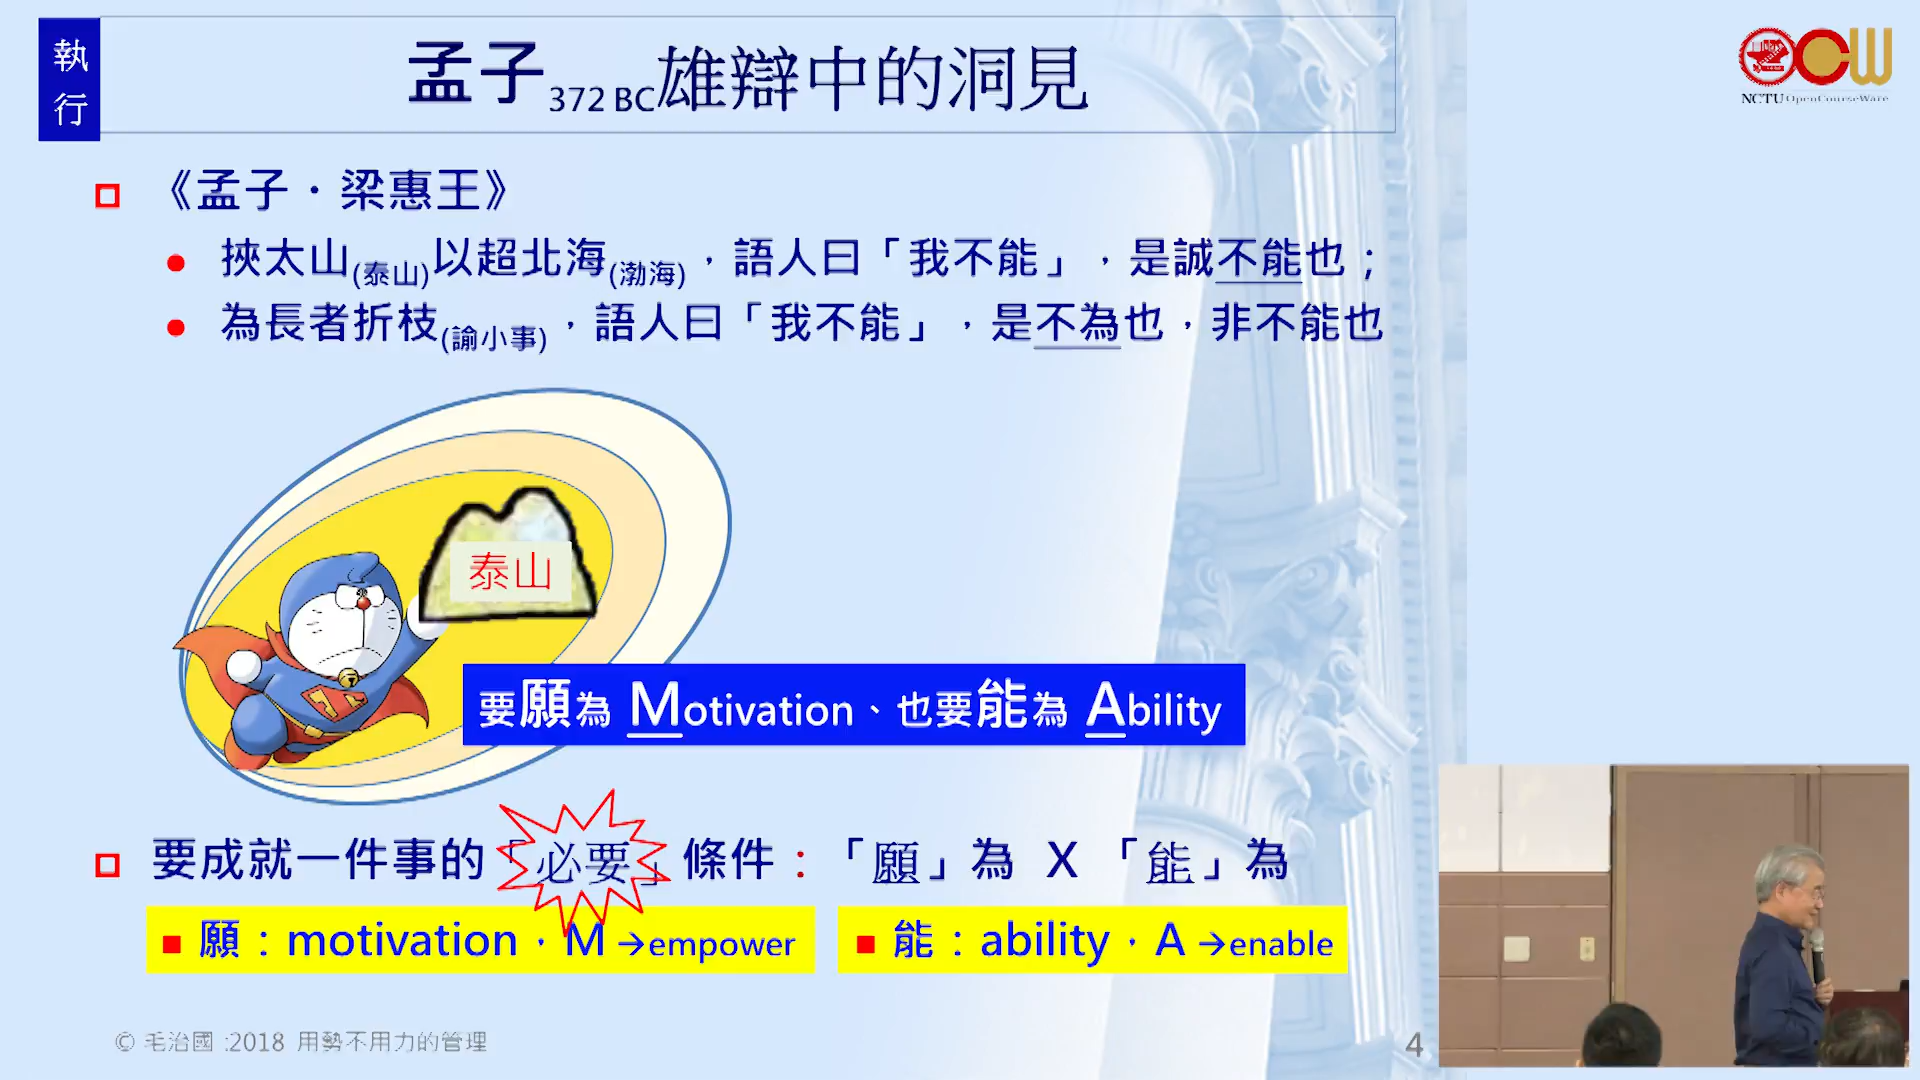 執行
孟子372 BC雄辯中的洞見
NCTU OpenCourseWare
《孟子·梁惠王》
挾太山(泰山)以超北海(渤海)，語人曰「我不能」，是誠不能也；
為長者折枝(諭小事)，語人曰「我不能」，是不為也，非不能也
泰山
要願為 Motivation、也要能為 Ability
要成就一件事的「必要」條件：「願」為 X 「能」為
願：motivation，M→empower
能：ability，A→enable
© 毛治國 :2018 用勢不用力的管理
4